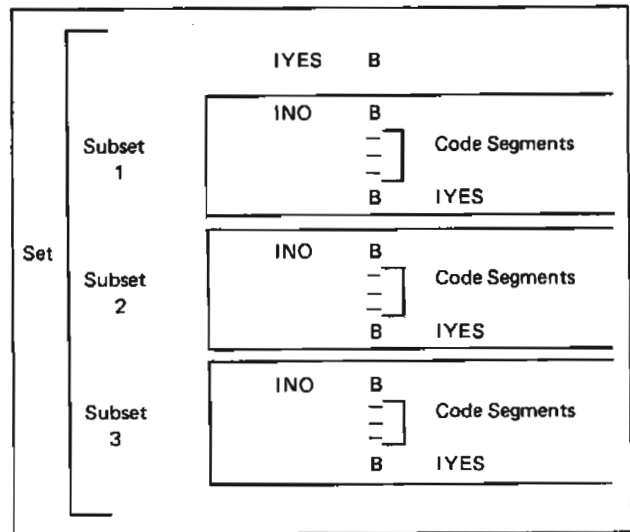 IYES B
INO B
Subset 1 Code Segments
B IYES
INO B
Set
Subset 2 Code Segments
B IYES
INO B
Subset 3 Code Segments
B IYES